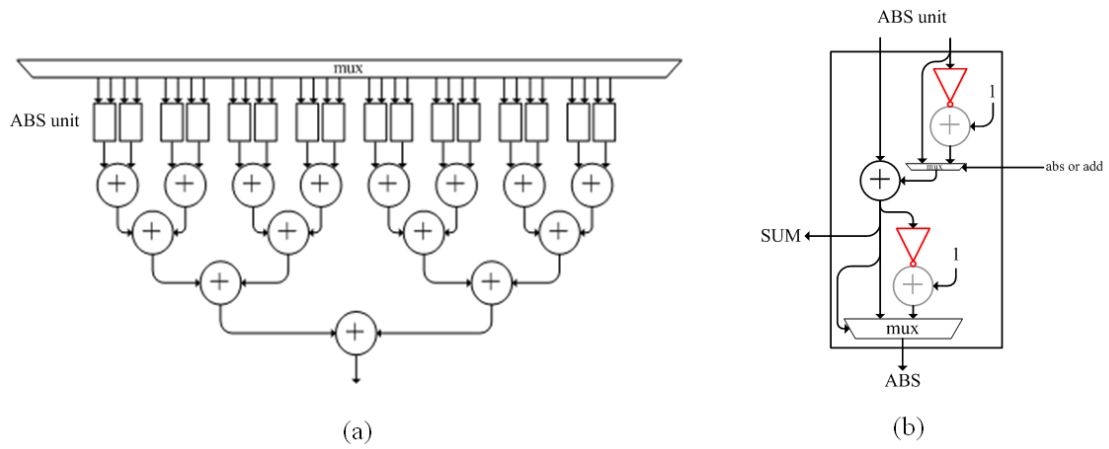 ABS unit
mux
1
ABS unit
mux
abs or add
SUM
1
mux
ABS
(a)
(b)